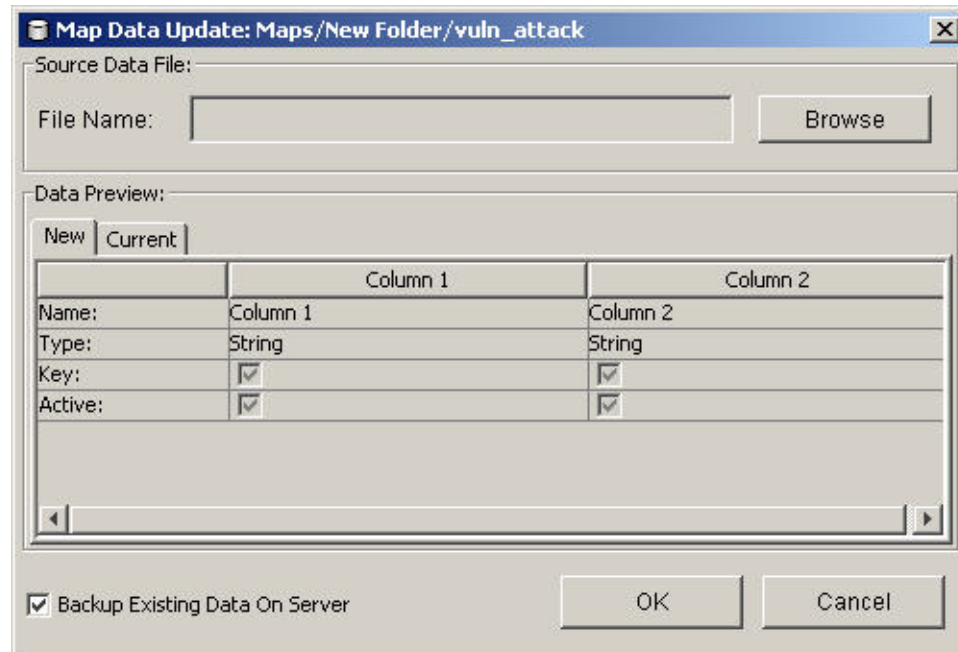 Map Data Update: Maps/New Folder/vuln_attack
Source Data File:
File Name:
Browse
Data Preview:
New Current
Column 1 Column 2
Name: Column 1 Column 2
Type: String String
Key:
Active:
Backup Existing Data On Server
OK
Cancel